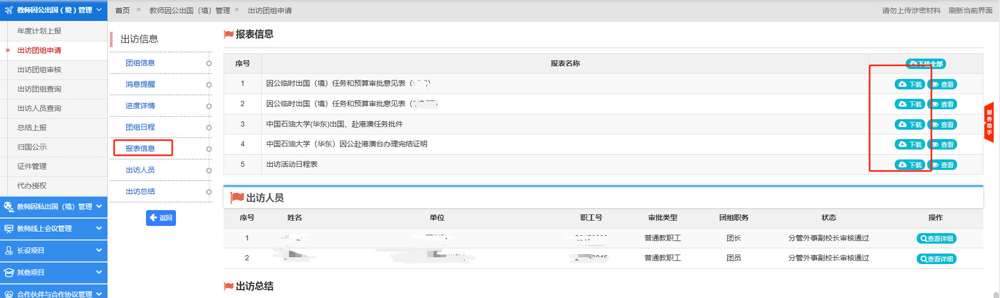 教师因公出国（境）管理
首页 » 教师因公出国（境）管理 » 出访团组申请
请勿上传涉密材料 刷新当前界面
年度计划上报
» 出访团组申请
出访团组审核
出访团组查询
出访人员查询
总结上报
归国公示
证件管理
代办授权
教师因私出国（境）管理
教师线上会议管理
长设项目
其他项目
合作伙伴与合作协议管理
出访信息
团组信息
消息提醒
进度详情
团组日程
报表信息
出访人员
出访总结
返回
报表信息
序号 报表名称 下载全部
1 因公临时出国（境）任务和预算审批意见表（ ） 下载 查看
2 因公临时出国（境）任务和预算审批意见表（ ） 下载 查看
3 中国石油大学(华东)出国、赴港澳任务批件 下载 查看
4 中国石油大学（华东）因公赴港澳台办理完结证明 下载 查看
5 出访活动日程表 下载 查看
出访人员
序号 姓名 单位 职工号 审批类型 团组职务 状态 操作
1 普通教职工 团长 分管外事副校长审核通过 查看详细
2 普通教职工 团员 分管外事副校长审核通过 查看详细
出访总结
服务助手